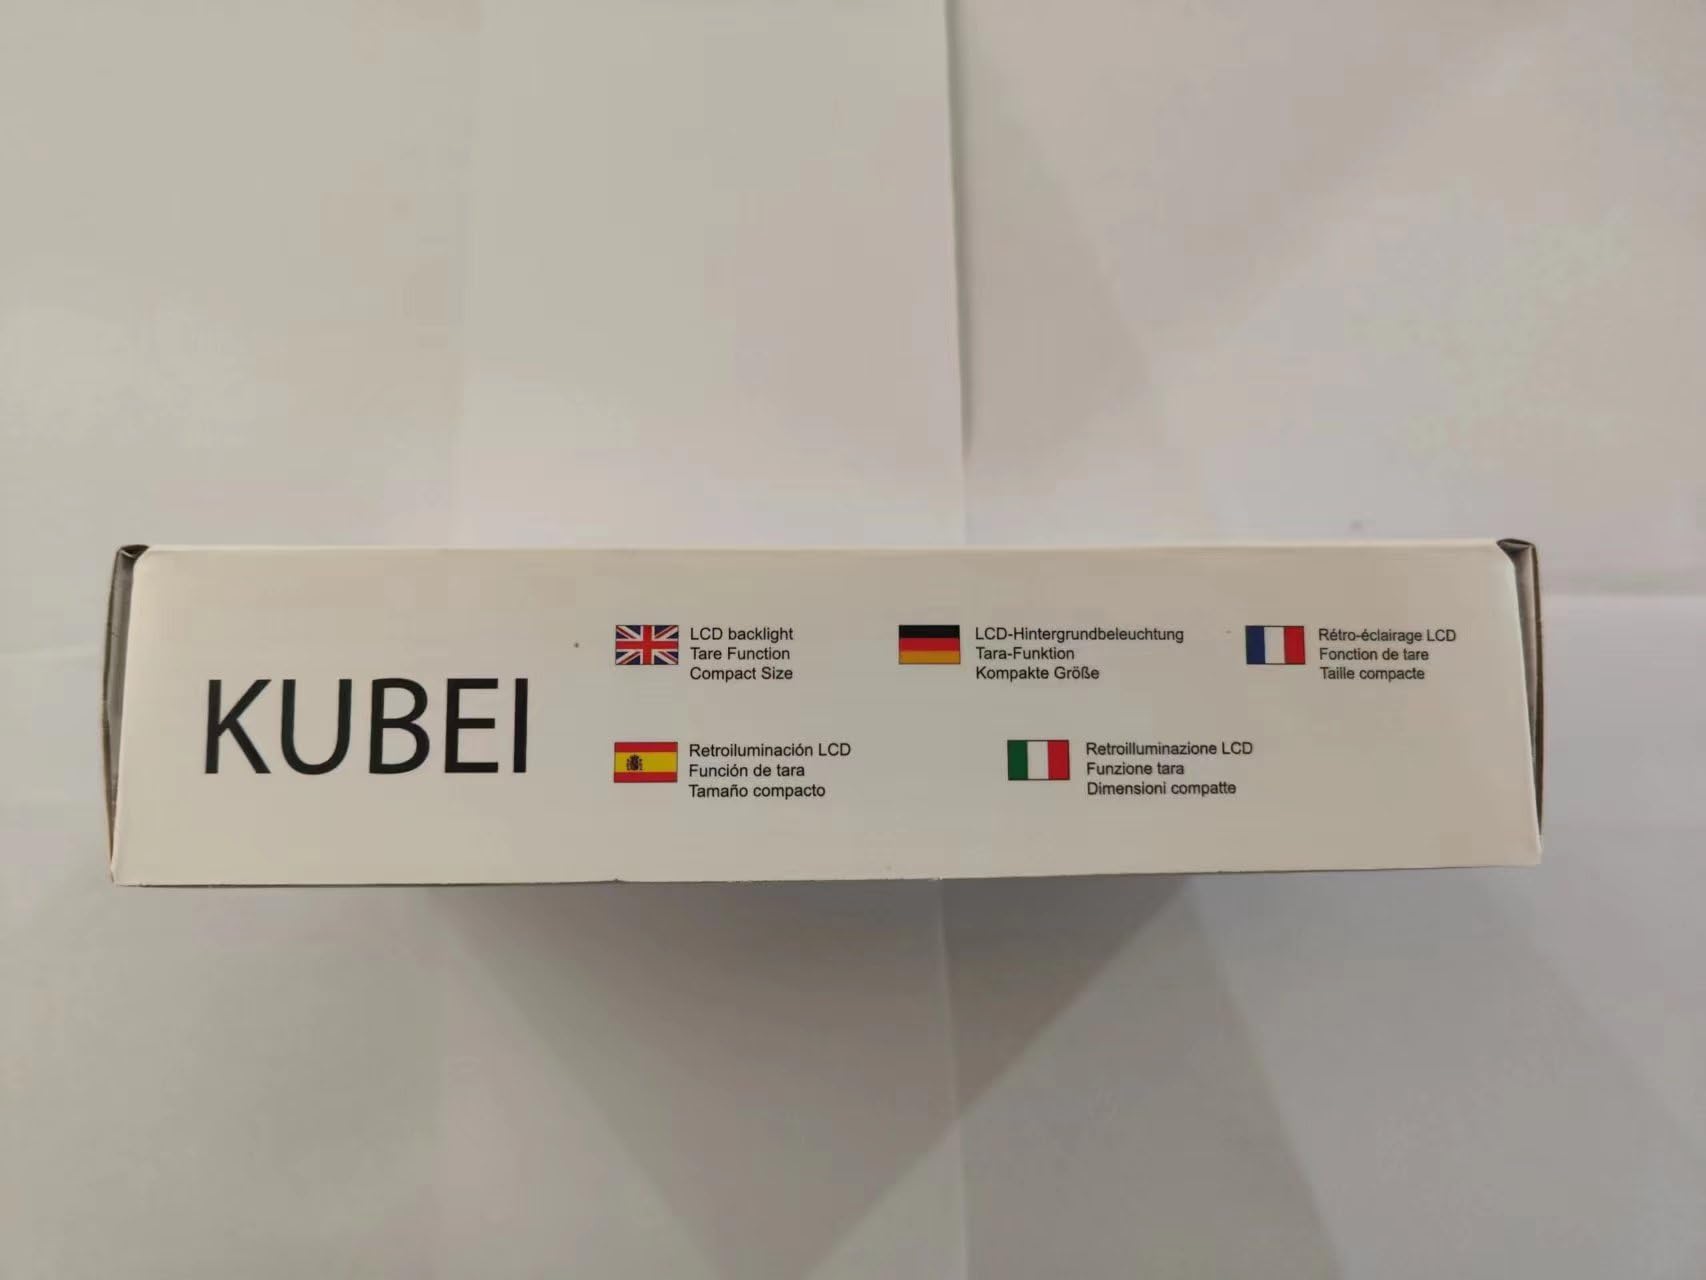 KUBEI
LCD backlight
Tare Function
Compact Size
LCD-Hintergrundbeleuchtung
Tara-Funktion
Kompakte Größe
Rétro-éclairage LCD
Fonction de tare
Taille compacte
Retroiluminación LCD
Función de tara
Tamaño compacto
Retroilluminazione LCD
Funzione tara
Dimensioni compatte